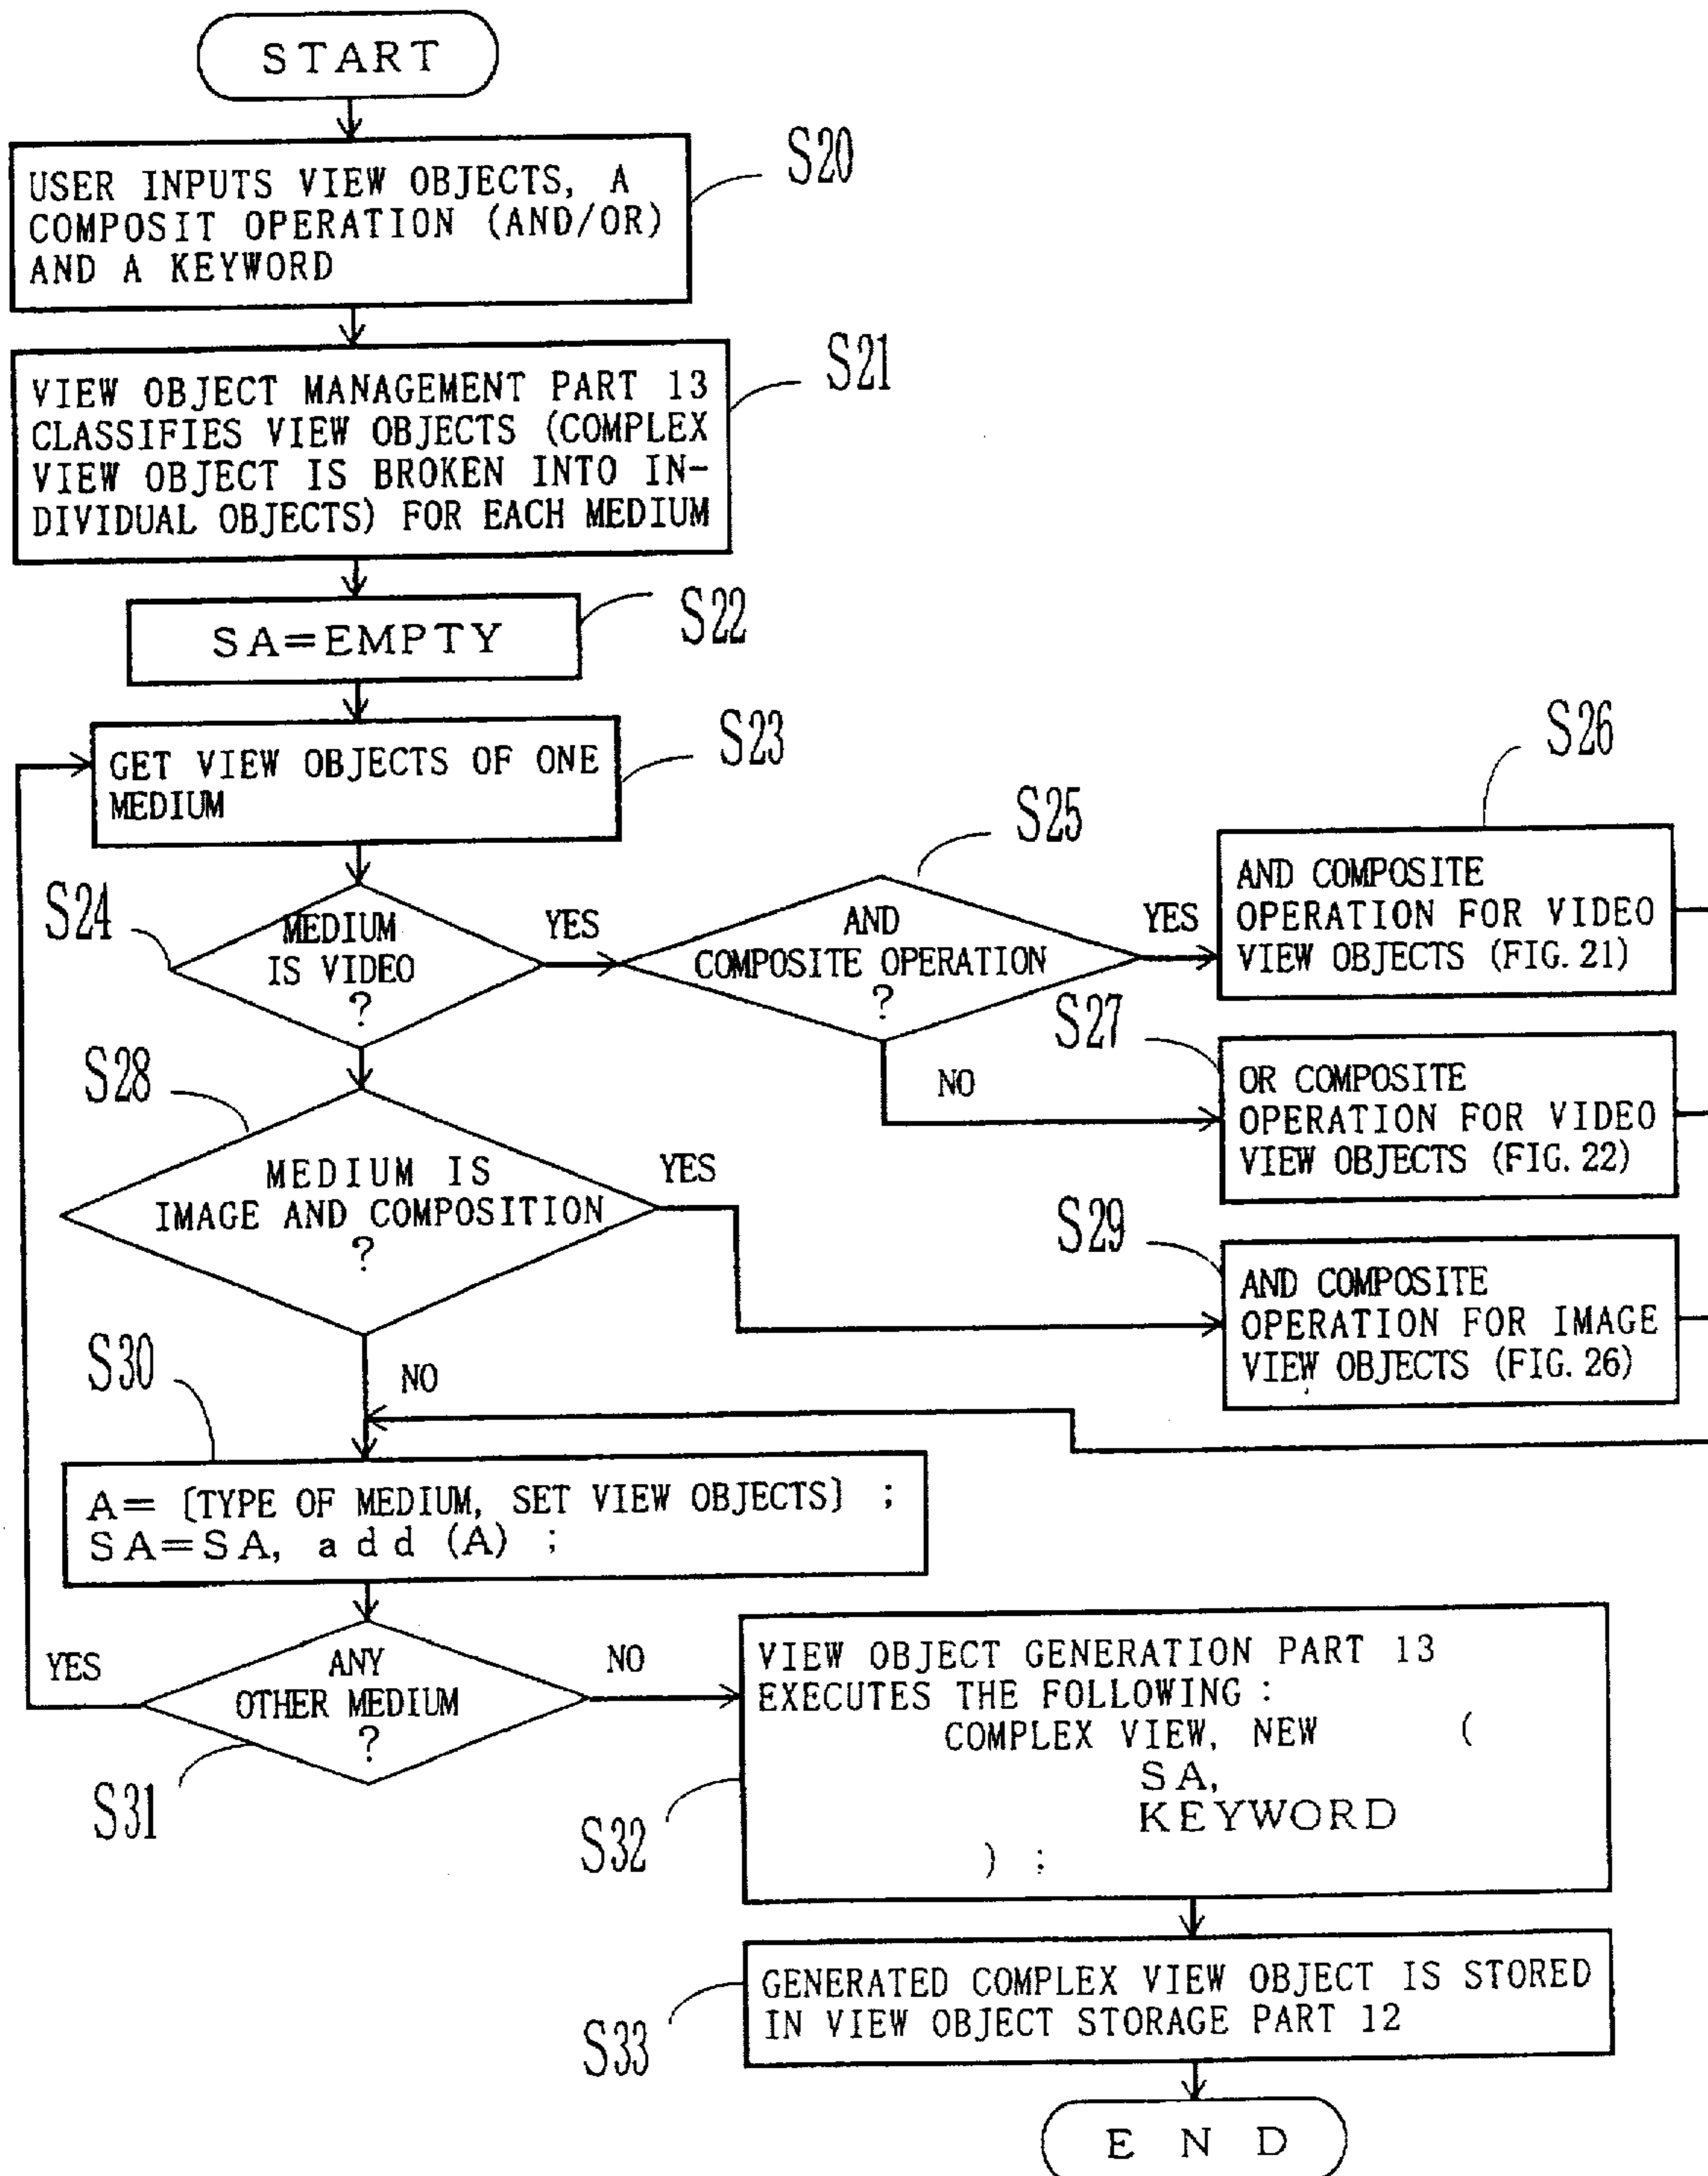 START
S20
USER INPUTS VIEW OBJECTS, A
COMPOSIT OPERATION (AND/OR)
AND A KEYWORD
S21
VIEW OBJECT MANAGEMENT PART 13
CLASSIFIES VIEW OBJECTS (COMPLEX
VIEW OBJECT IS BROKEN INTO IN-
DIVIDUAL OBJECTS) FOR EACH MEDIUM
S22
SA=EMPTY
S23
GET VIEW OBJECTS OF ONE
MEDIUM
S24
MEDIUM
IS VIDEO
?
YES
S25
AND
COMPOSITE OPERATION
?
YES
S26
AND COMPOSITE
OPERATION FOR VIDEO
VIEW OBJECTS (FIG. 21)
NO
S27
OR COMPOSITE
OPERATION FOR VIDEO
VIEW OBJECTS (FIG. 22)
S28
MEDIUM IS
IMAGE AND COMPOSITION
?
YES
S29
AND COMPOSITE
OPERATION FOR IMAGE
VIEW OBJECTS (FIG. 26)
NO
S30
A= [TYPE OF MEDIUM, SET VIEW OBJECTS] ;
SA=SA, add (A) ;
YES
ANY
OTHER MEDIUM
?
NO
S31
VIEW OBJECT GENERATION PART 13
EXECUTES THE FOLLOWING :
COMPLEX VIEW, NEW (
SA,
KEYWORD
) ;
S32
S33
GENERATED COMPLEX VIEW OBJECT IS STORED
IN VIEW OBJECT STORAGE PART 12
END